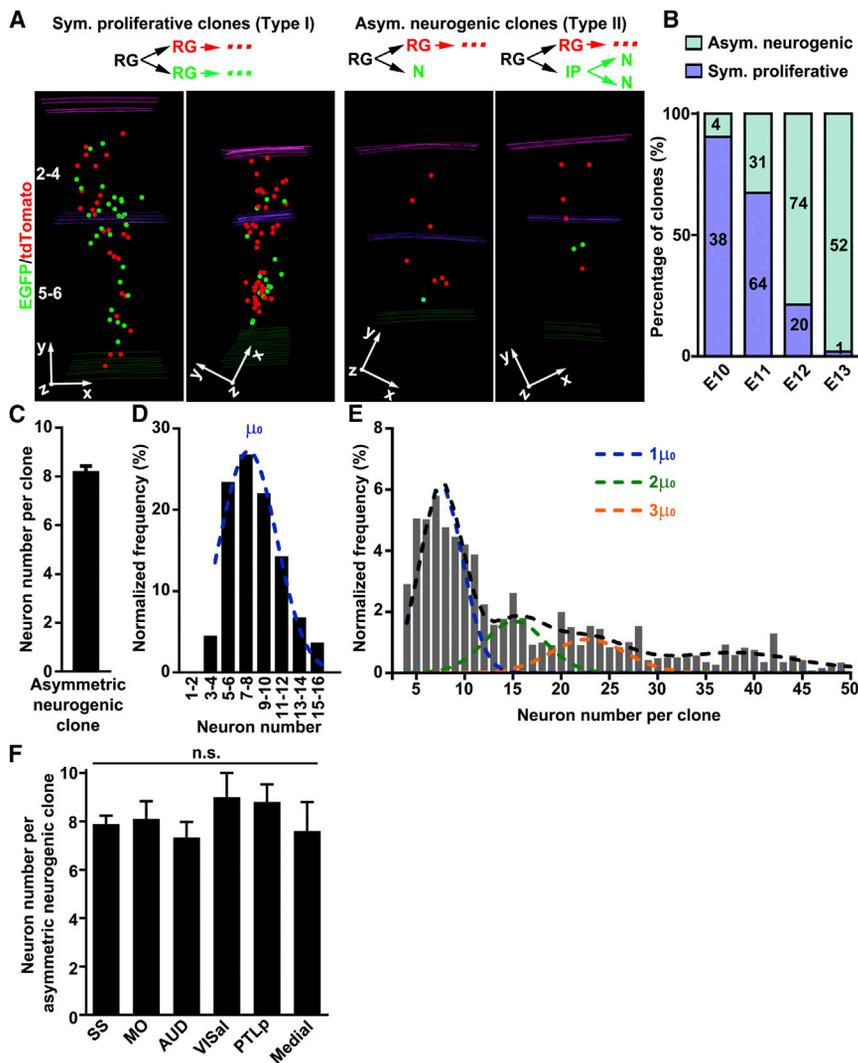 A
Sym. proliferative clones (Type I)
RG
RG
RG
Asym. neurogenic clones (Type II)
RG
RG
N
RG
RG
IP
N
N
EGFP/tdTomato
2-4
5-6
y
z
x
y
z
x
y
z
x
y
z
x
B
Asym. neurogenic
Sym. proliferative
Percentage of clones (%)
100
50
0
4
38
31
64
74
20
52
1
E10
E11
E12
E13
C
Neuron number per clone
10
8
6
4
2
0
Asymmetric
neurogenic
clone
D
Normalized frequency (%)
30
20
10
0
μ₀
1-2
3-4
5-6
7-8
9-10
11-12
13-14
15-16
Neuron number
E
Normalized frequency (%)
8
6
4
2
0
1μ₀
2μ₀
3μ₀
5
10
15
20
25
30
35
40
45
50
Neuron number per clone
F
n.s.
Neuron number per
asymmetric neurogenic clone
10
8
6
4
2
0
SS
MO
AUD
VISal
PTLp
Medial